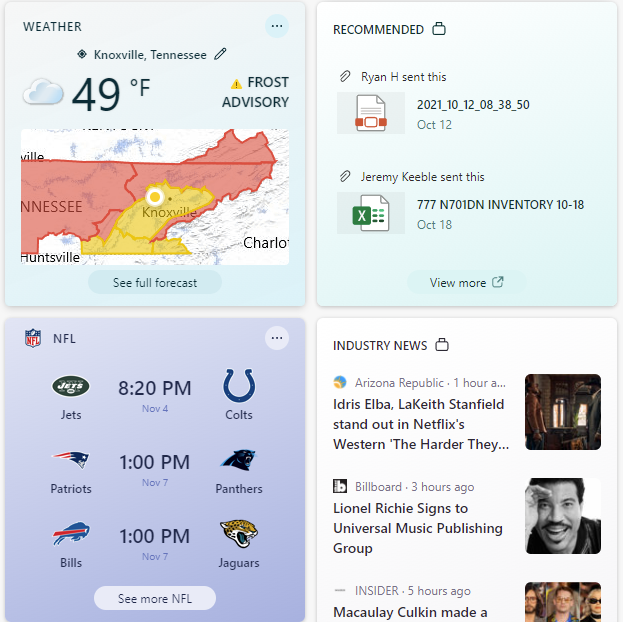 WEATHER
Knoxville, Tennessee
49 °F
FROST
ADVISORY
ville
NNESSEE
Knoxville
Charlot
Huntsville
See full forecast
RECOMMENDED
Ryan H sent this
2021_10_12_08_38_50
Oct 12
Jeremy Keeble sent this
X
777 N701DN INVENTORY 10-18
Oct 18
View more
NFL
NFL
JETS
8:20 PM
Nov 4
Jets
Colts
1:00 PM
Nov 7
Patriots
Panthers
1:00 PM
Nov 7
Bills
Jaguars
See more NFL
INDUSTRY NEWS
Arizona Republic · 1 hour a...
Idris Elba, LaKeith Stanfield
stand out in Netflix's
Western 'The Harder They...
b
Billboard · 3 hours ago
Lionel Richie Signs to
Universal Music Publishing
Group
INSIDER · 5 hours ago
Macaulay Culkin made a